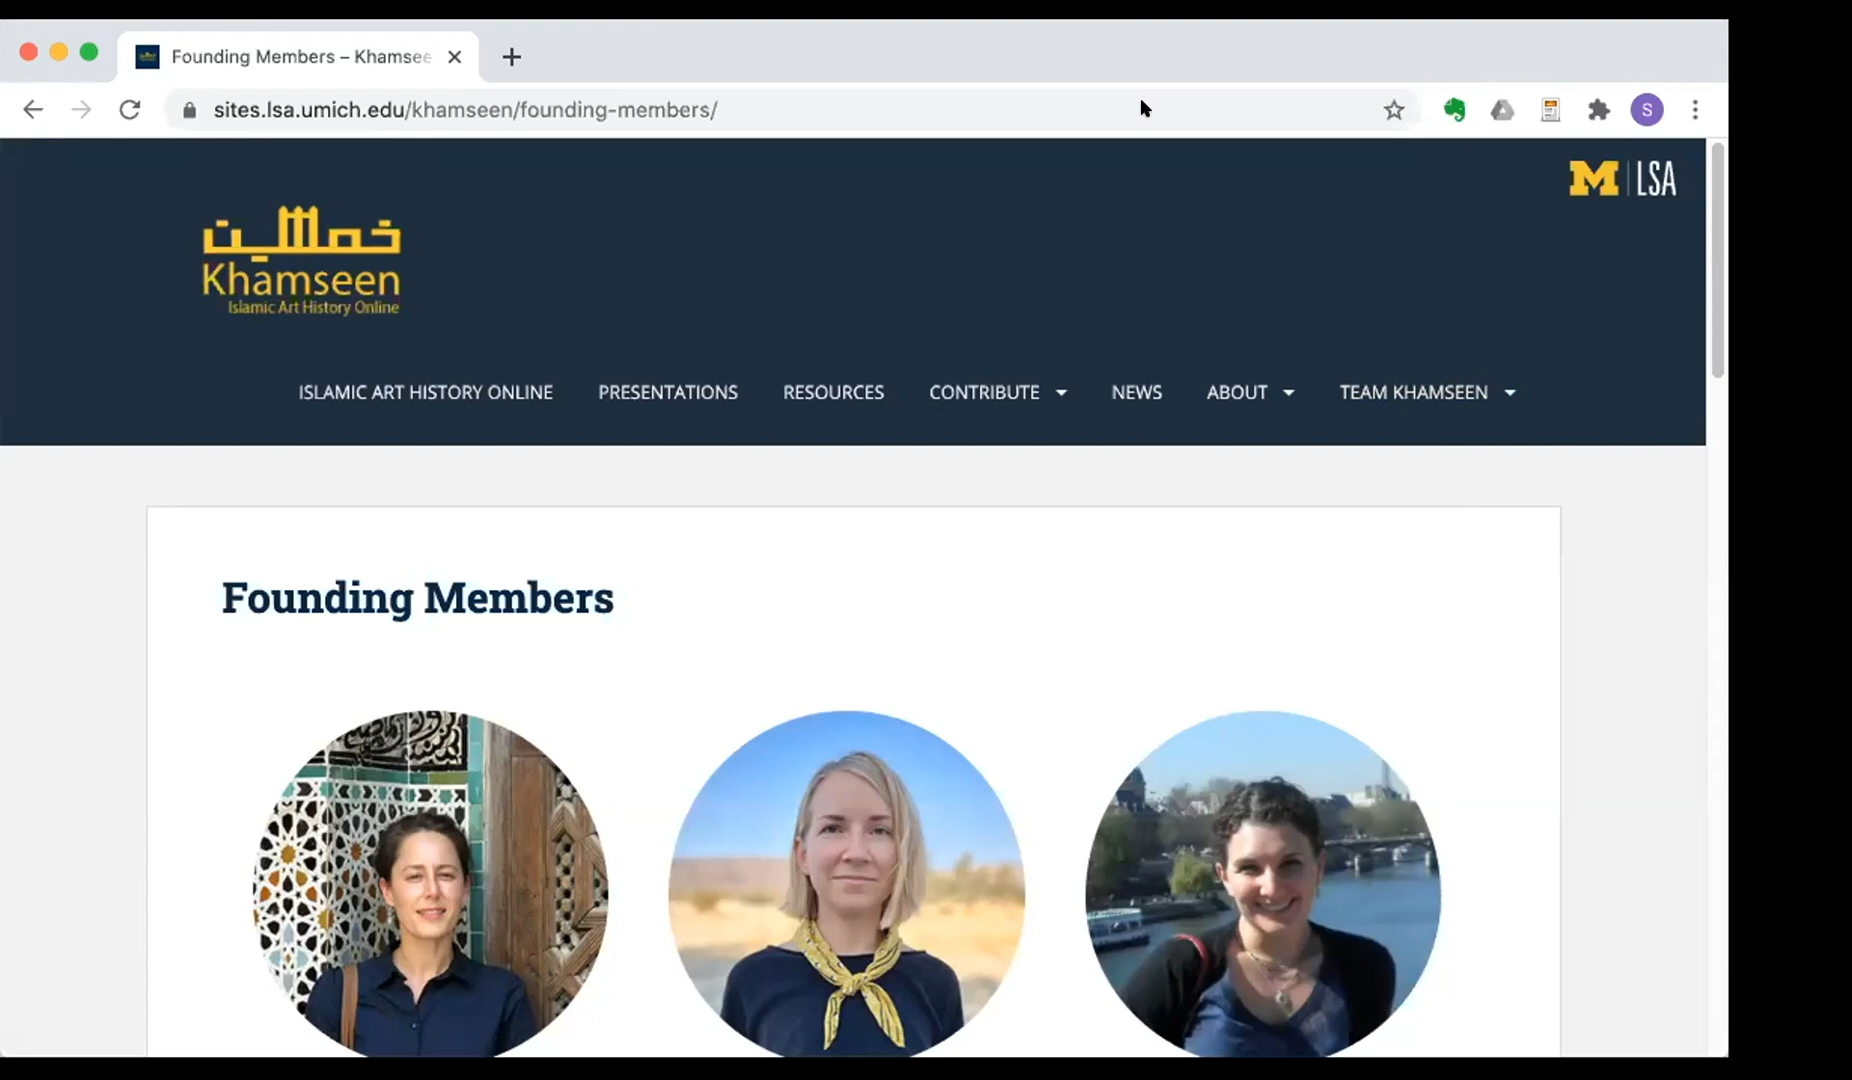 Founding Members – Khamsee
sites.lsa.umich.edu/khamseen/founding-members/
S
M LSA
خمسين
Khamseen
Islamic Art History Online
ISLAMIC ART HISTORY ONLINE PRESENTATIONS RESOURCES CONTRIBUTE NEWS ABOUT TEAM KHAMSEEN
Founding Members